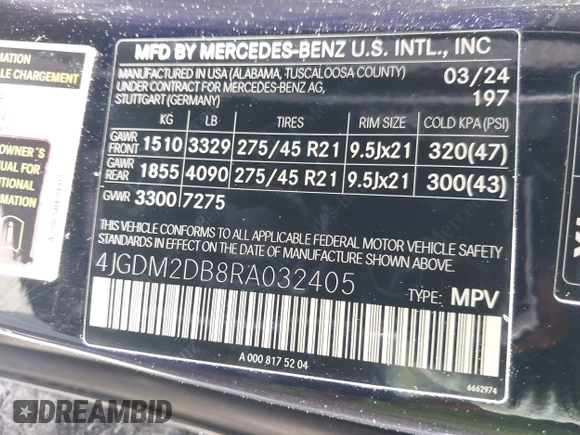 MFD BY MERCEDES-BENZ U.S. INTL., INC
MANUFACTURED IN USA (ALABAMA, TUSCALOOSA COUNTY) 03/24
UNDER CONTRACT FOR MERCEDES-BENZ AG, 197
STUTTGART (GERMANY)
KG LB TIRES RIM SIZE COLD KPA (PSI)
GAWR FRONT 1510 3329 275/45 R21 9.5Jx21 320(47)
GAWR REAR 1855 4090 275/45 R21 9.5Jx21 300(43)
GVWR 3300 7275
THIS VEHICLE CONFORMS TO ALL APPLICABLE FEDERAL MOTOR VEHICLE SAFETY
STANDARDS IN EFFECT ON THE DATE OF MANUFACTURE SHOWN ABOVE.
4JGDM2DB8RA032405
TYPE: MPV
A 000 817 52 04
6662974
MATION
LE CHARGEMENT
OWNER´S
NUAL FOR
DITIONAL
RMATION
DREAMBID